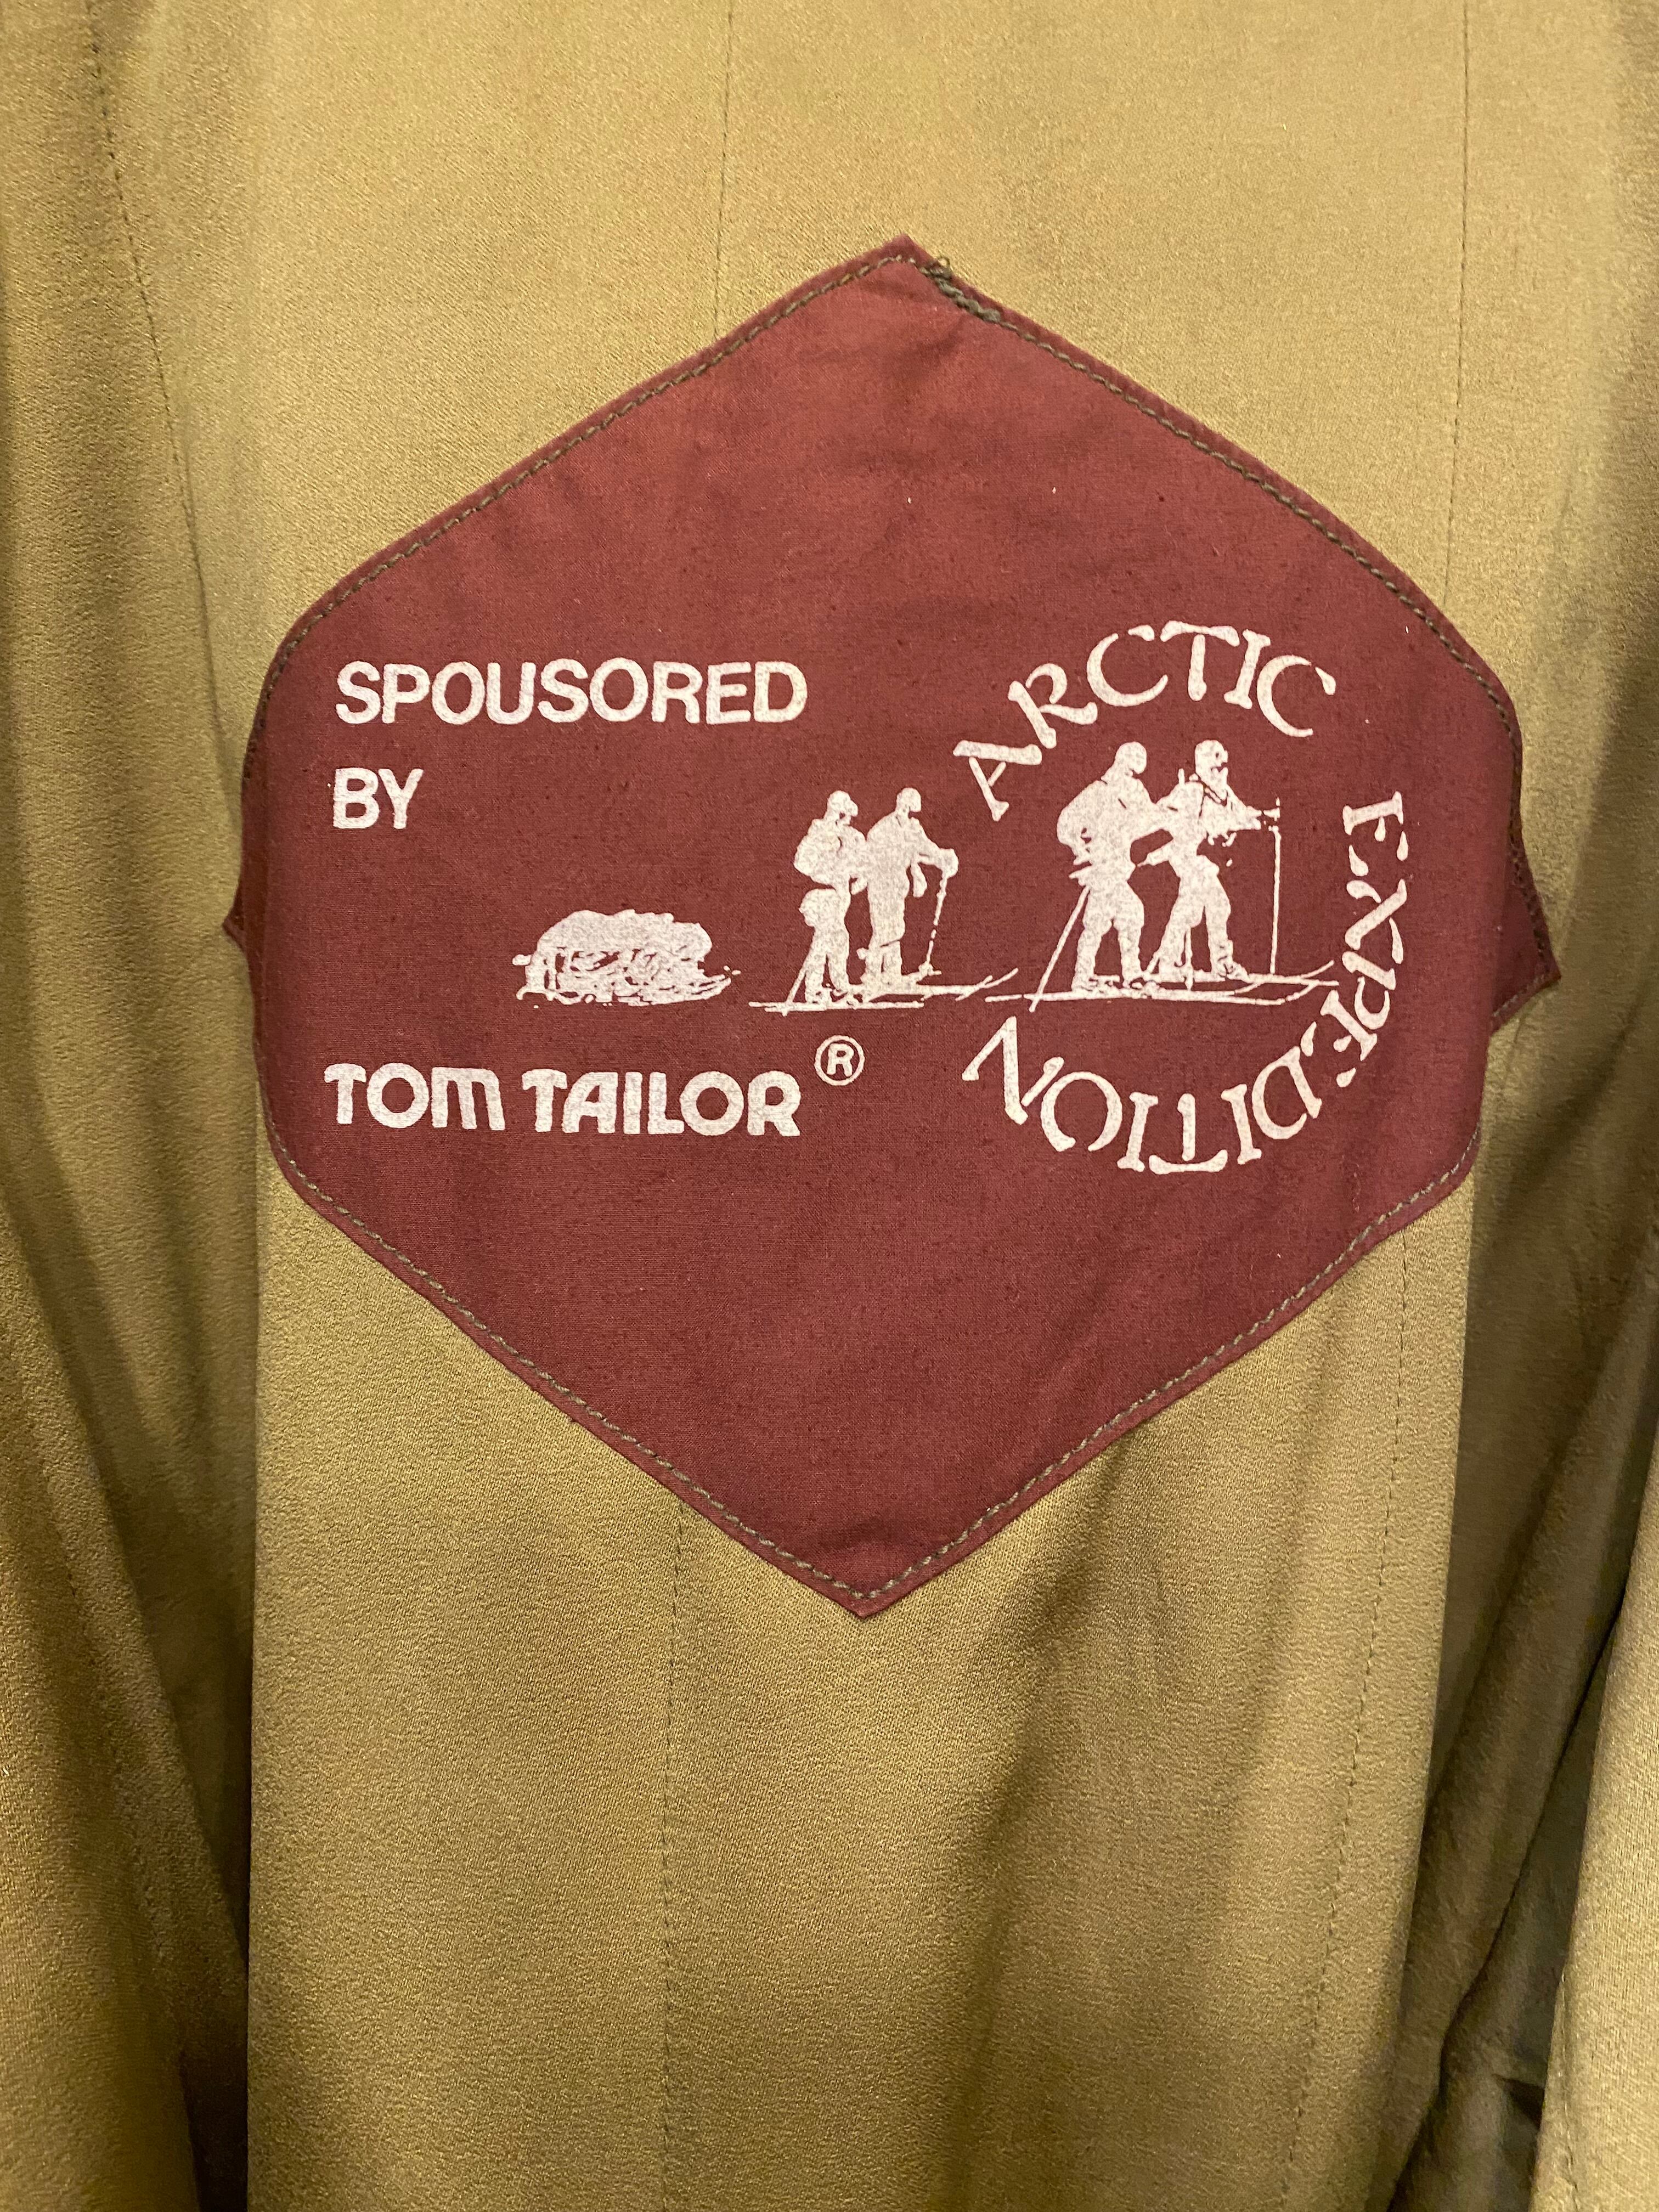 SPOUSORED
BY
TOM TAILOR®
ARCTIC
EXPEDITION